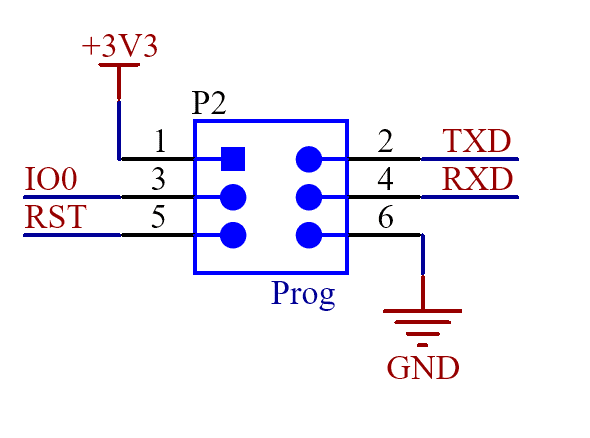 +3V3
P2
1 2 TXD
IO0 3 4 RXD
RST 5 6
Prog
GND